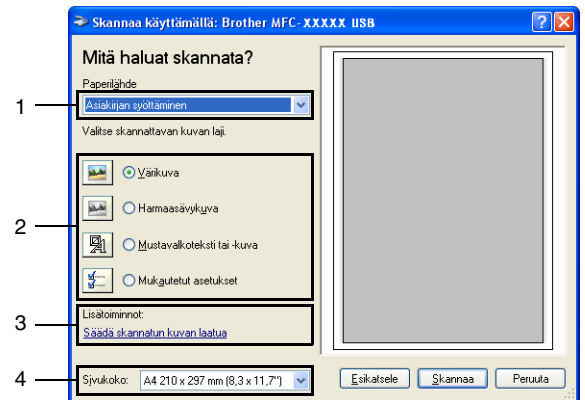 Skannaa käyttämällä: Brother MFC-XXXXX USB
Mitä haluat skannata?
Paperilähde
1
Asiakirjan syöttäminen
Valitse skannattavan kuvan laji.
2
Värikuva
Harmaasävykuva
Mustavalkoteksti tai -kuva
Mukautetut asetukset
3
Lisätoiminnot:
Säädä skannatun kuvan laatua
4
Sivukoko: A4 210 x 297 mm (8,3 x 11,7")
Esikatsele Skannaa Peruuta